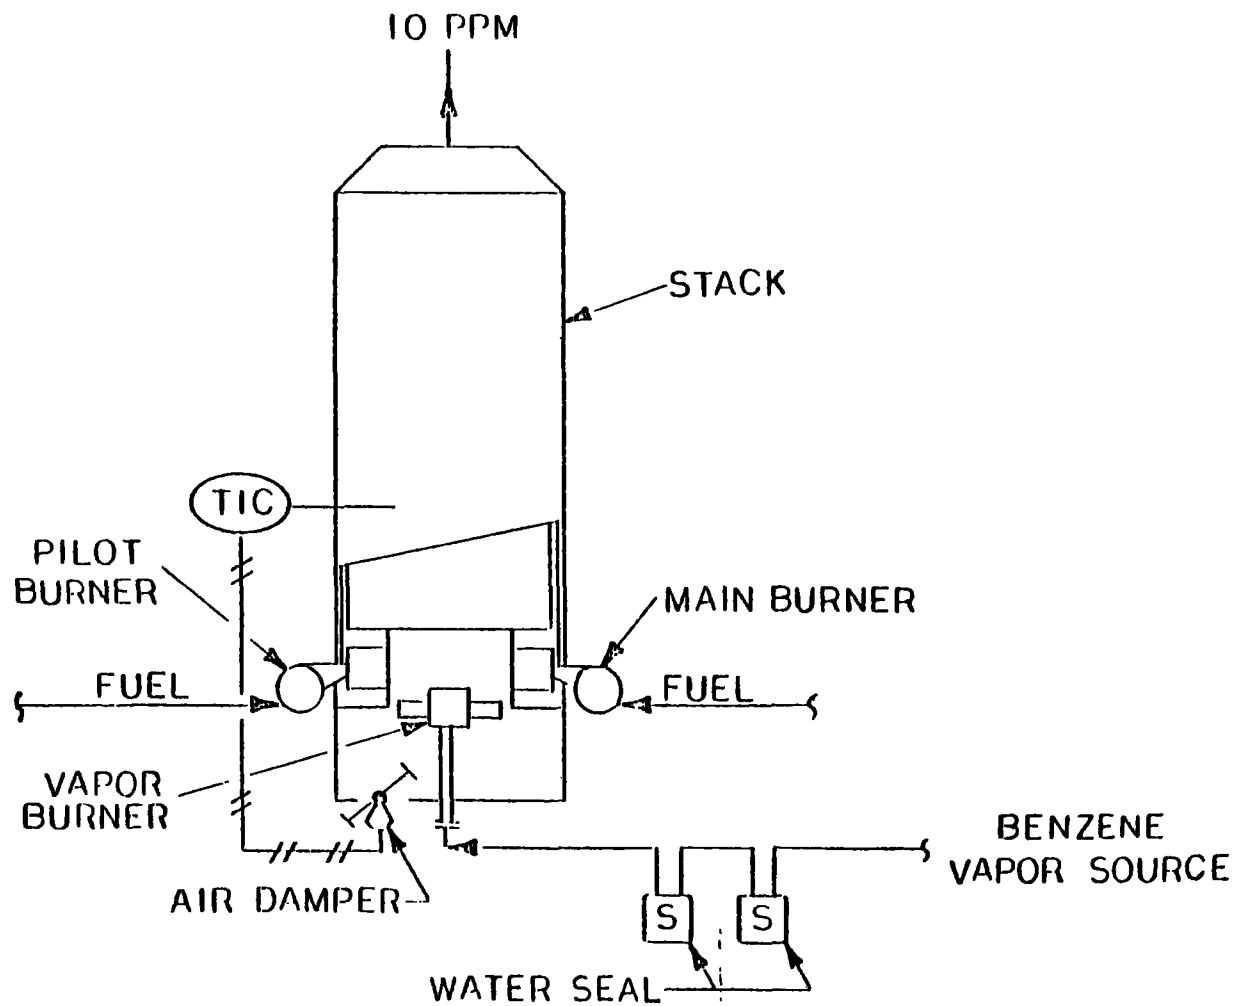 10 PPM
STACK
TIC
PILOT
BURNER
MAIN BURNER
FUEL
FUEL
VAPOR
BURNER
BENZENE
VAPOR SOURCE
AIR DAMPER
S
S
WATER SEAL